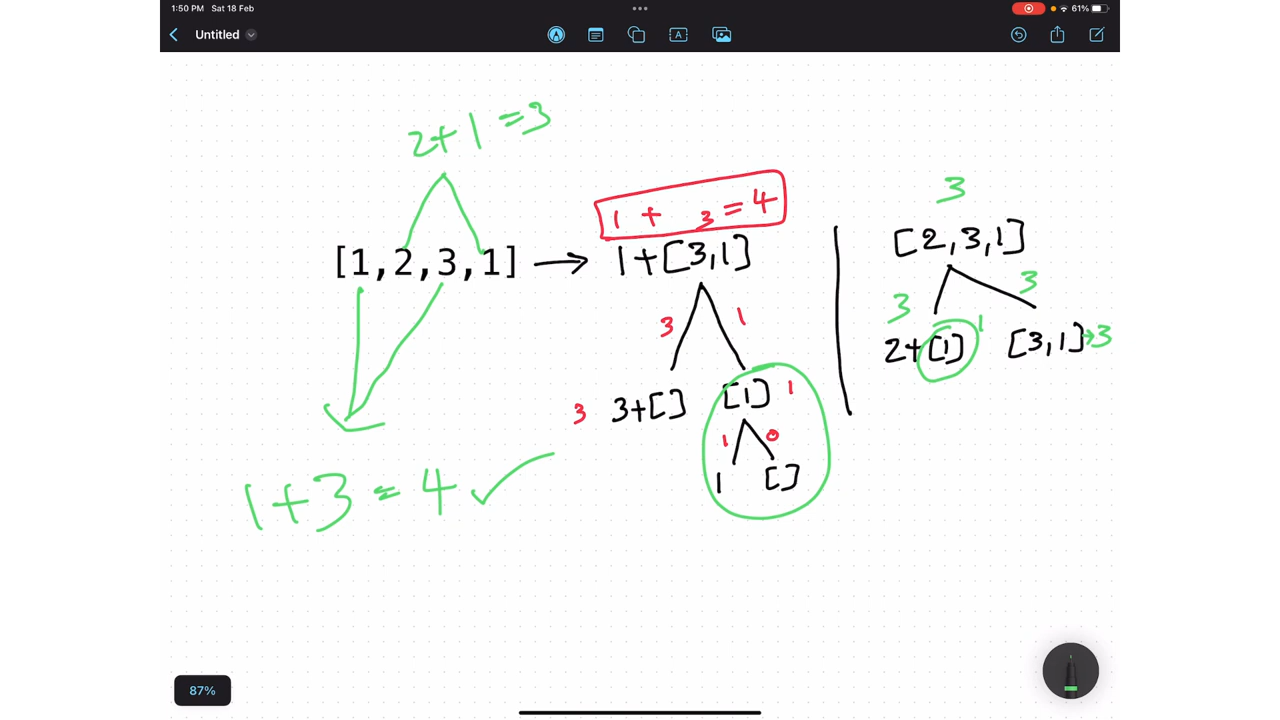 1:50 PM Sat 18 Feb
61%
Untitled
A
2+1=3
1 + 3 = 4
3
[1,2,3,1] → 1+[3,1]
[2,3,1]
3 1
3 3
3 3+[] [1] 1
2+[1] 1 [3,1]→3
1 0
1 []
1+3=4 ✓
87%